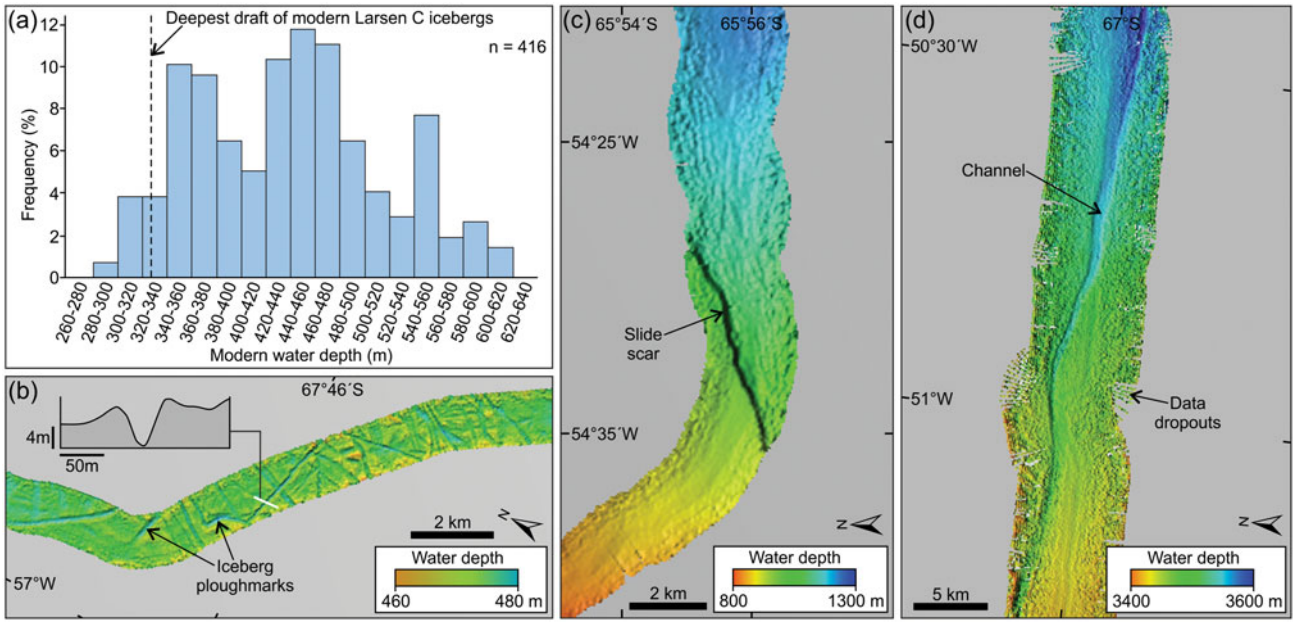 (a)
Deepest draft of modern Larsen C icebergs
n = 416
12
10
8
6
4
2
0
Frequency (%)
260-280
280-300
300-320
320-340
340-360
360-380
380-400
400-420
420-440
440-460
460-480
480-500
500-520
520-540
540-560
560-580
580-600
600-620
620-640
Modern water depth (m)
(b)
67°46´S
4m
50m
Iceberg
ploughmarks
57°W
N
2 km
Water depth
460
480 m
(c)
65°54´S
65°56´S
54°25´W
Slide
scar
54°35´W
N
2 km
Water depth
800
1300 m
(d)
67°S
50°30´W
Channel
51°W
Data
dropouts
N
5 km
Water depth
3400
3600 m